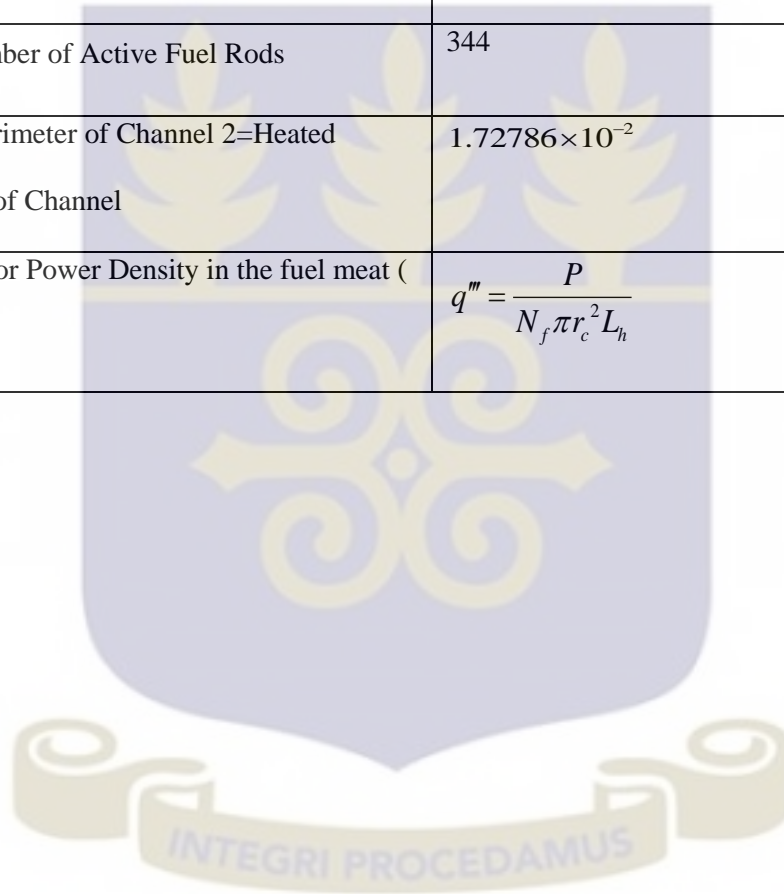 ber of Active Fuel Rods 344
rimeter of Channel 2=Heated 1.72786×10⁻²
of Channel
or Power Density in the fuel meat ( q''' = P / (N_f π r_c² L_h)
INTEGRI PROCEDAMUS